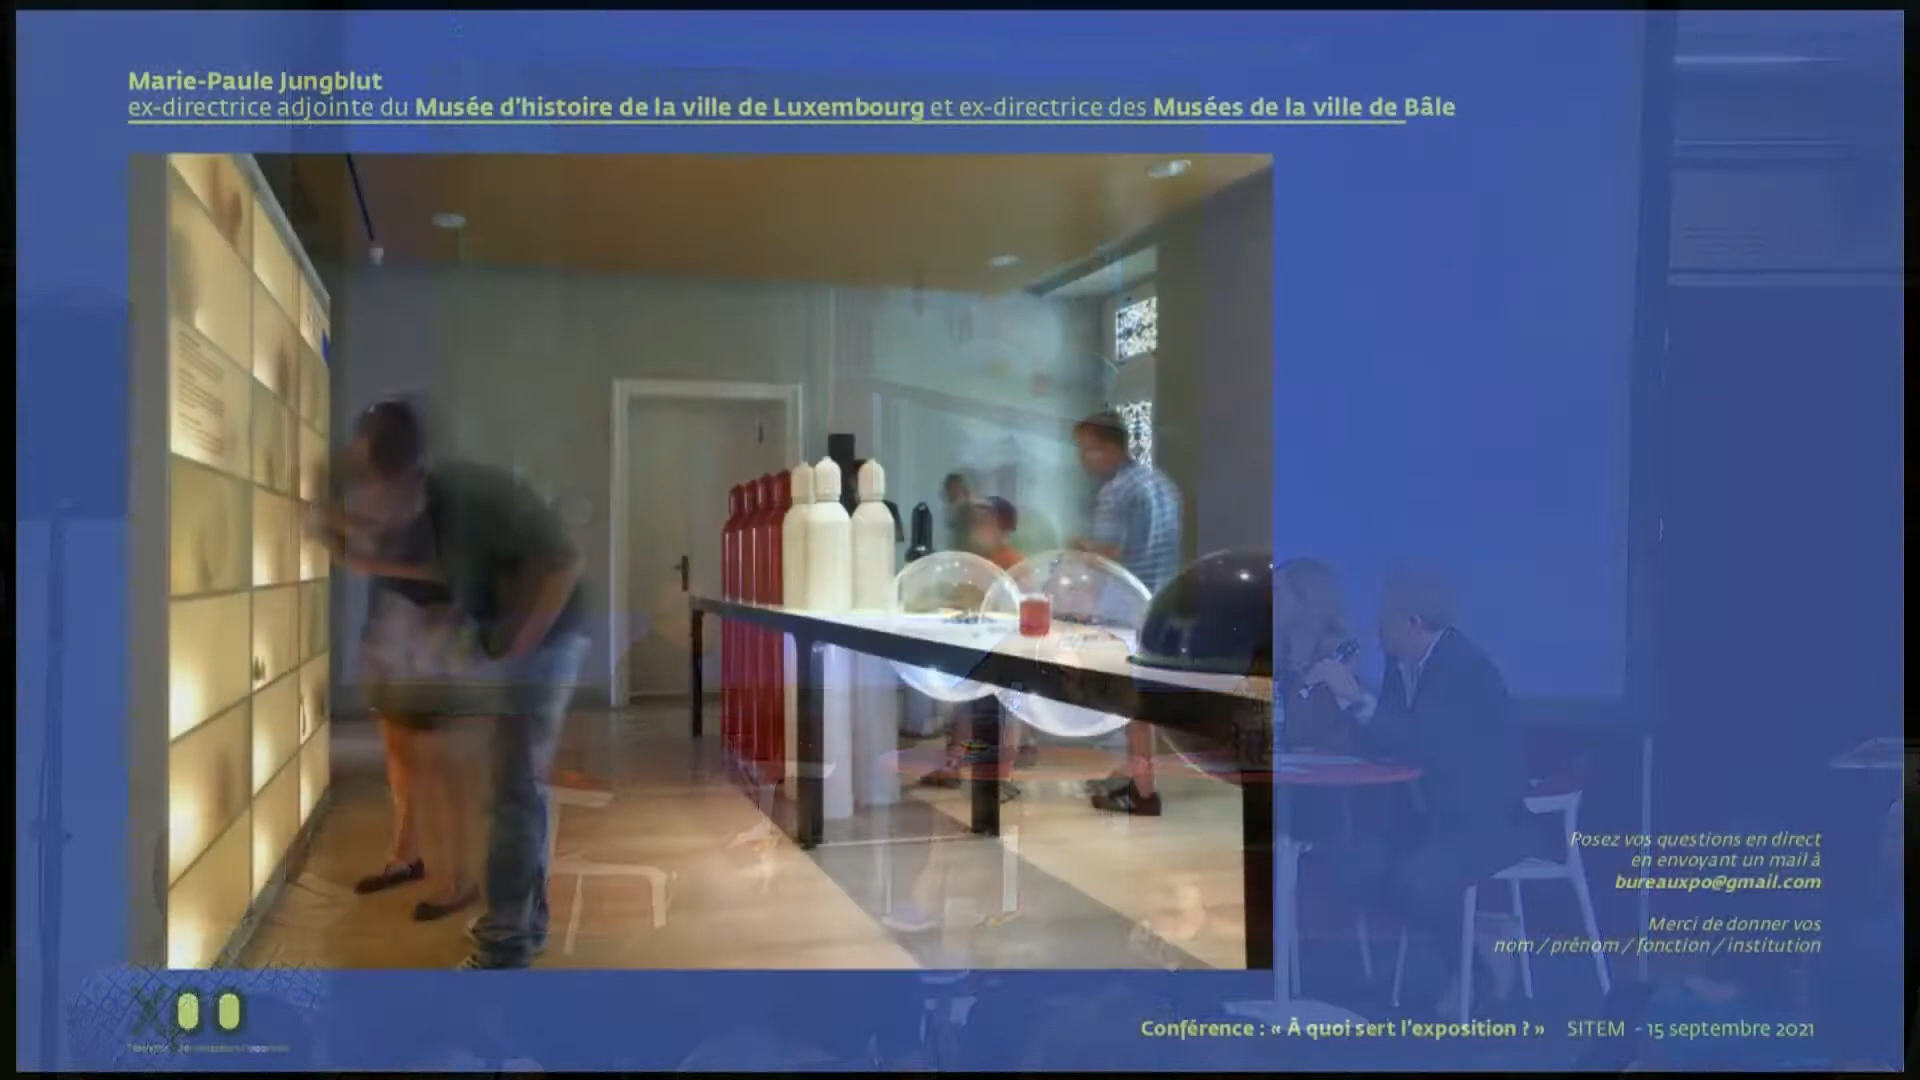 Marie-Paule Jungblut
ex-directrice adjointe du Musée d'histoire de la ville de Luxembourg et ex-directrice des Musées de la ville de Bâle
Posez vos questions en direct
en envoyant un mail à
bureauxpo@gmail.com
Merci de donner vos
nom / prénom / fonction / institution
X00
Conférence : « À quoi sert l'exposition ? » SITEM - 15 septembre 2021